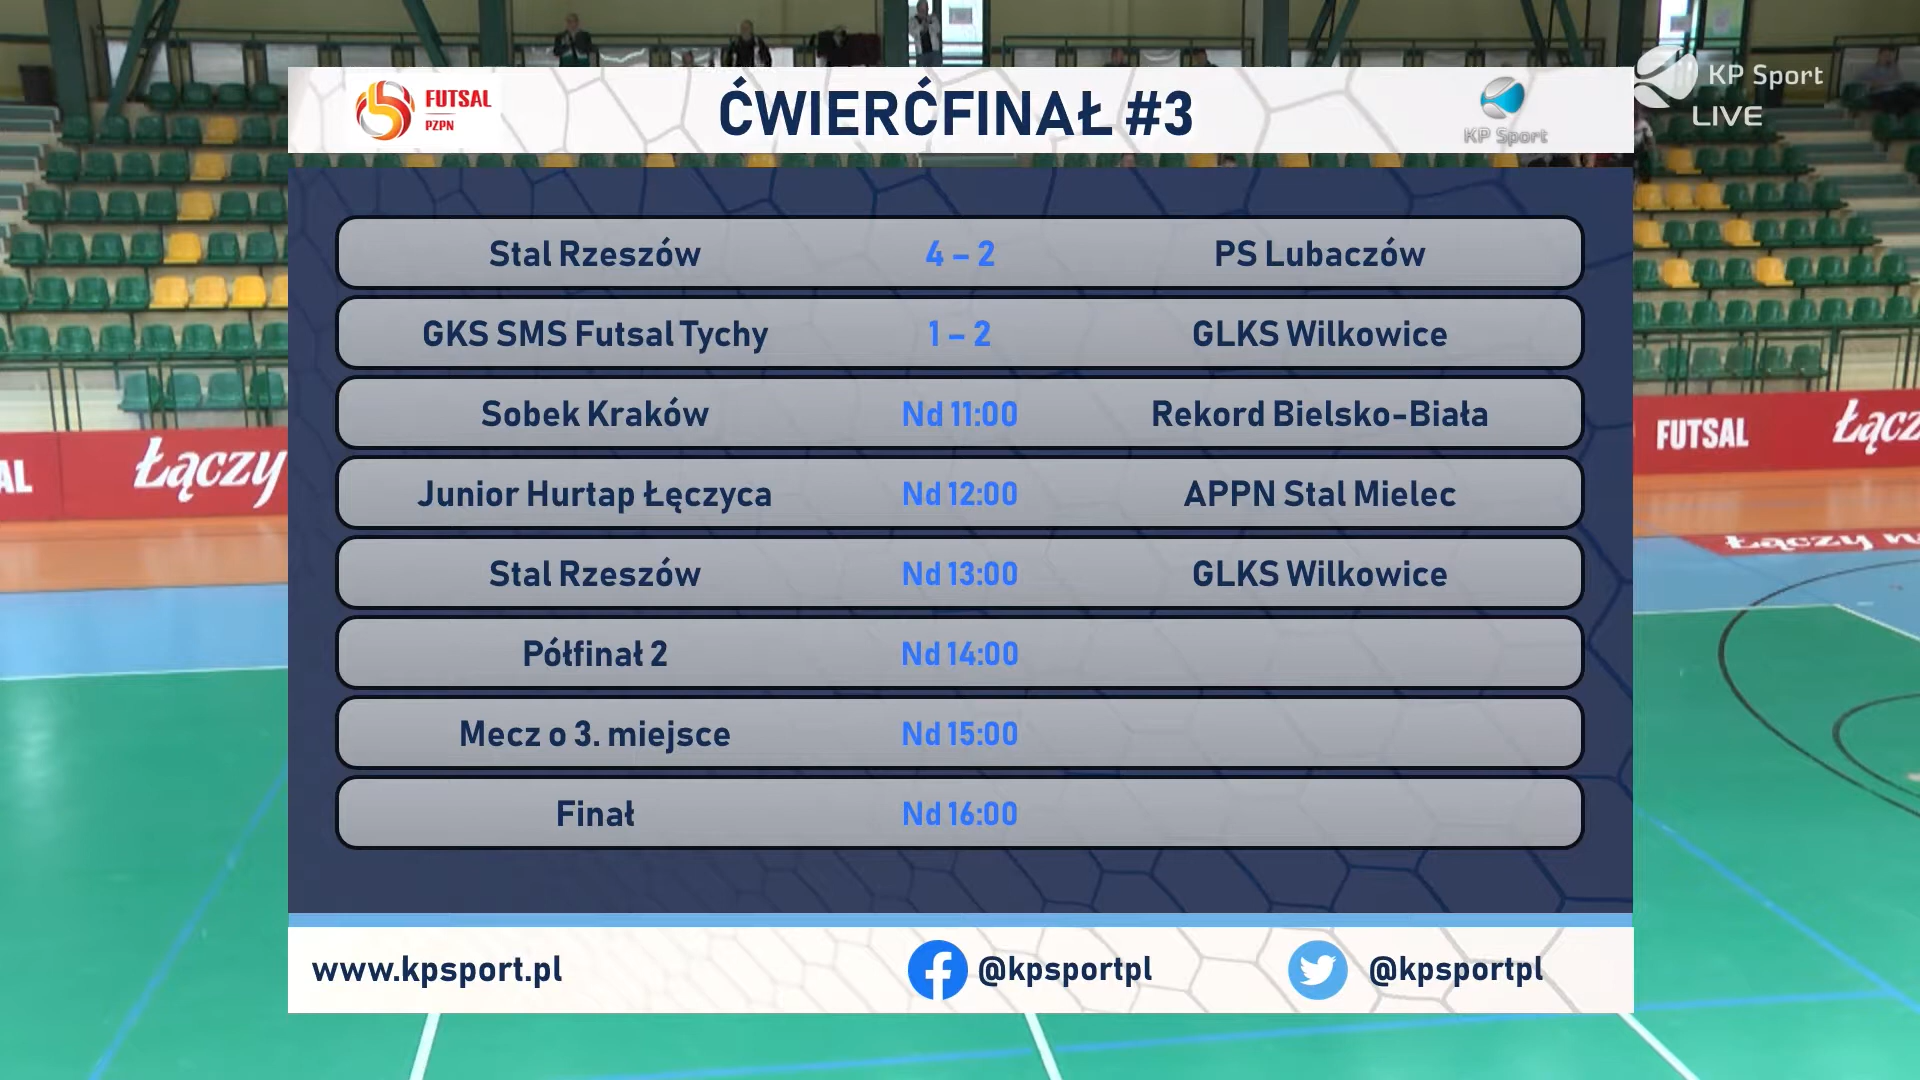 FUTSAL
PZPN
ĆWIERĆFINAŁ #3
KP Sport
KP Sport
LIVE
Stal Rzeszów 4 – 2 PS Lubaczów
GKS SMS Futsal Tychy 1 – 2 GLKS Wilkowice
Sobek Kraków Nd 11:00 Rekord Bielsko-Biała
Junior Hurtap Łęczyca Nd 12:00 APPN Stal Mielec
Stal Rzeszów Nd 13:00 GLKS Wilkowice
Półfinał 2 Nd 14:00
Mecz o 3. miejsce Nd 15:00
Finał Nd 16:00
AL Łączy
FUTSAL Łącz
Łączy n
www.kpsport.pl @kpsportpl @kpsportpl